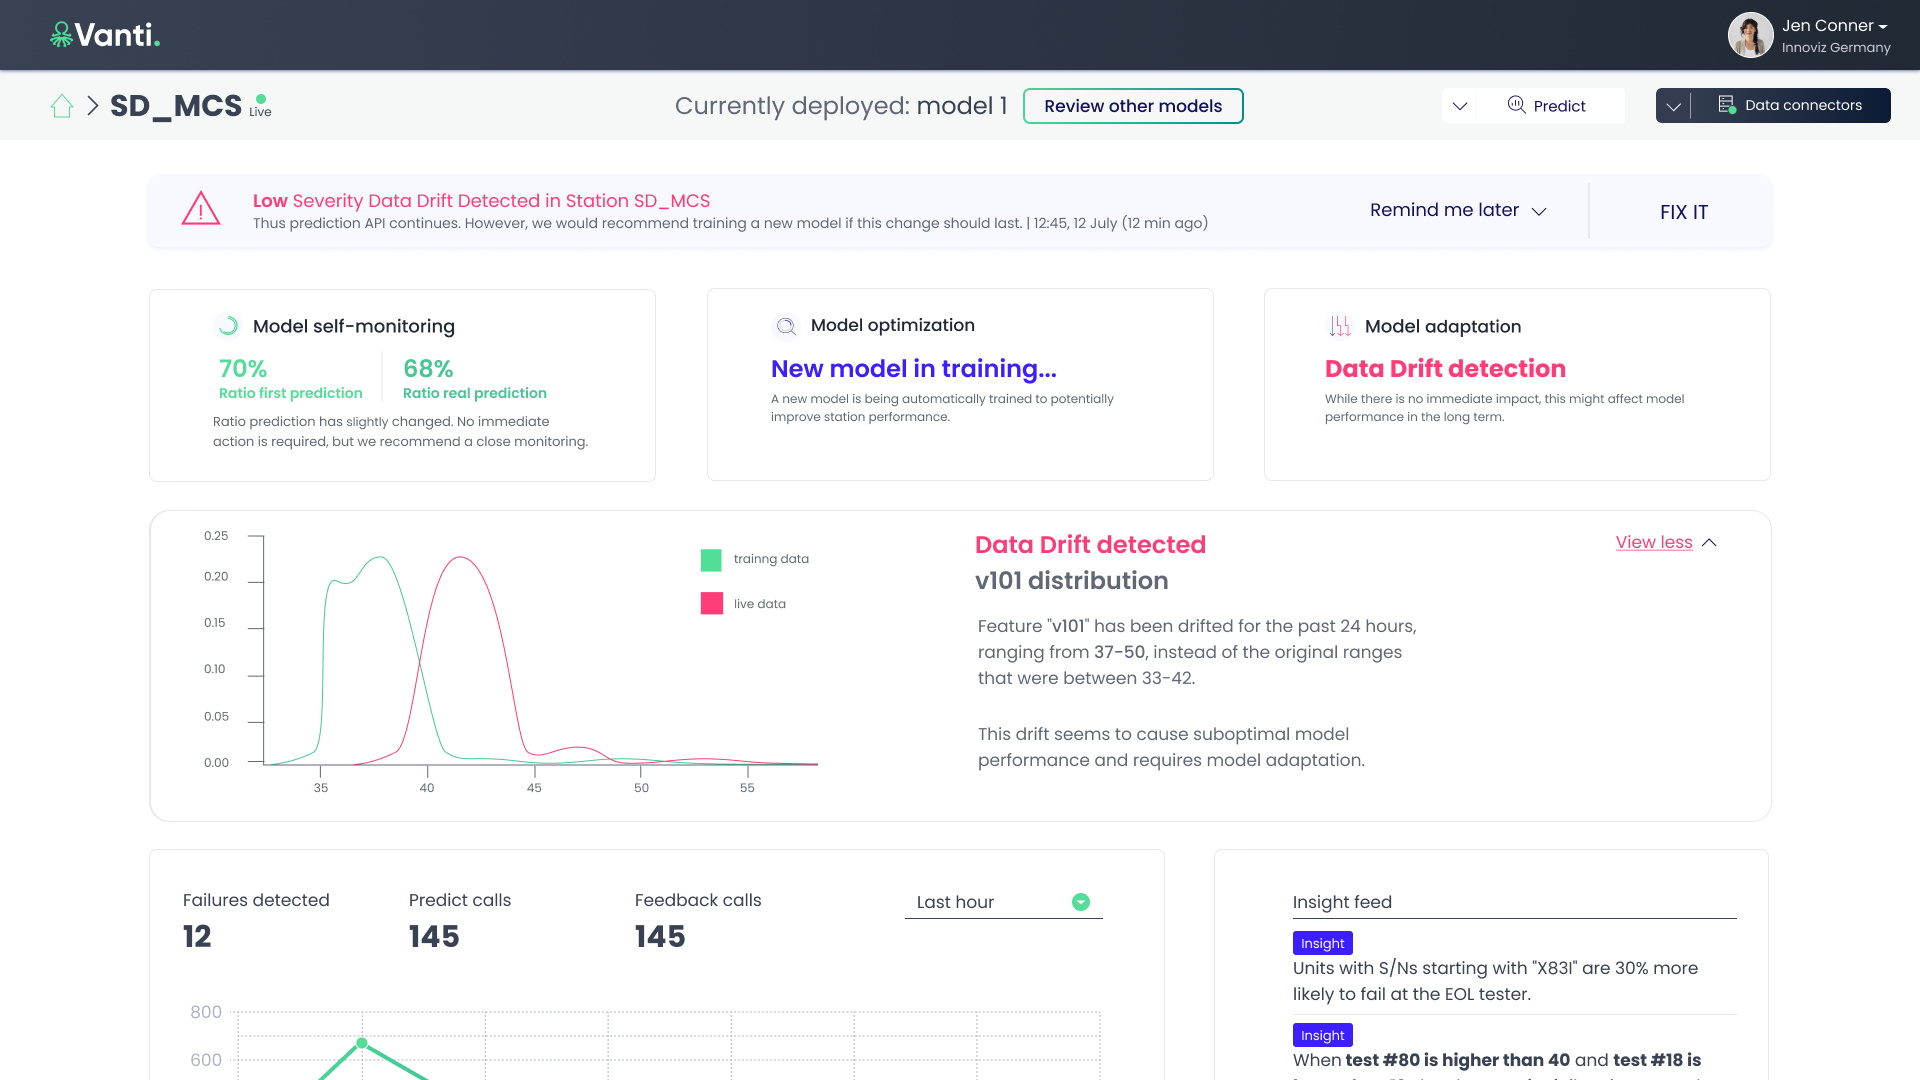 Vanti.
Jen Conner
Innoviz Germany
SD_MCS Live
Currently deployed: model 1
Review other models
Predict
Data connectors
Low Severity Data Drift Detected in Station SD_MCS
Thus prediction API continues. However, we would recommend training a new model if this change should last. | 12:45, 12 July (12 min ago)
Remind me later
FIX IT
Model self-monitoring
70%
Ratio first prediction
68%
Ratio real prediction
Ratio prediction has slightly changed. No immediate
action is required, but we recommend a close monitoring.
Model optimization
New model in training...
A new model is being automatically trained to potentially
improve station performance.
Model adaptation
Data Drift detection
While there is no immediate impact, this might affect model
performance in the long term.
0.25
0.20
0.15
0.10
0.05
0.00
35
40
45
50
55
trainng data
live data
Data Drift detected
v101 distribution
View less
Feature "v101" has been drifted for the past 24 hours,
ranging from 37-50, instead of the original ranges
that were between 33-42.
This drift seems to cause suboptimal model
performance and requires model adaptation.
Failures detected
12
Predict calls
145
Feedback calls
145
Last hour
800
600
Insight feed
Insight
Units with S/Ns starting with "X83I" are 30% more
likely to fail at the EOL tester.
Insight
When test #80 is higher than 40 and test #18 is